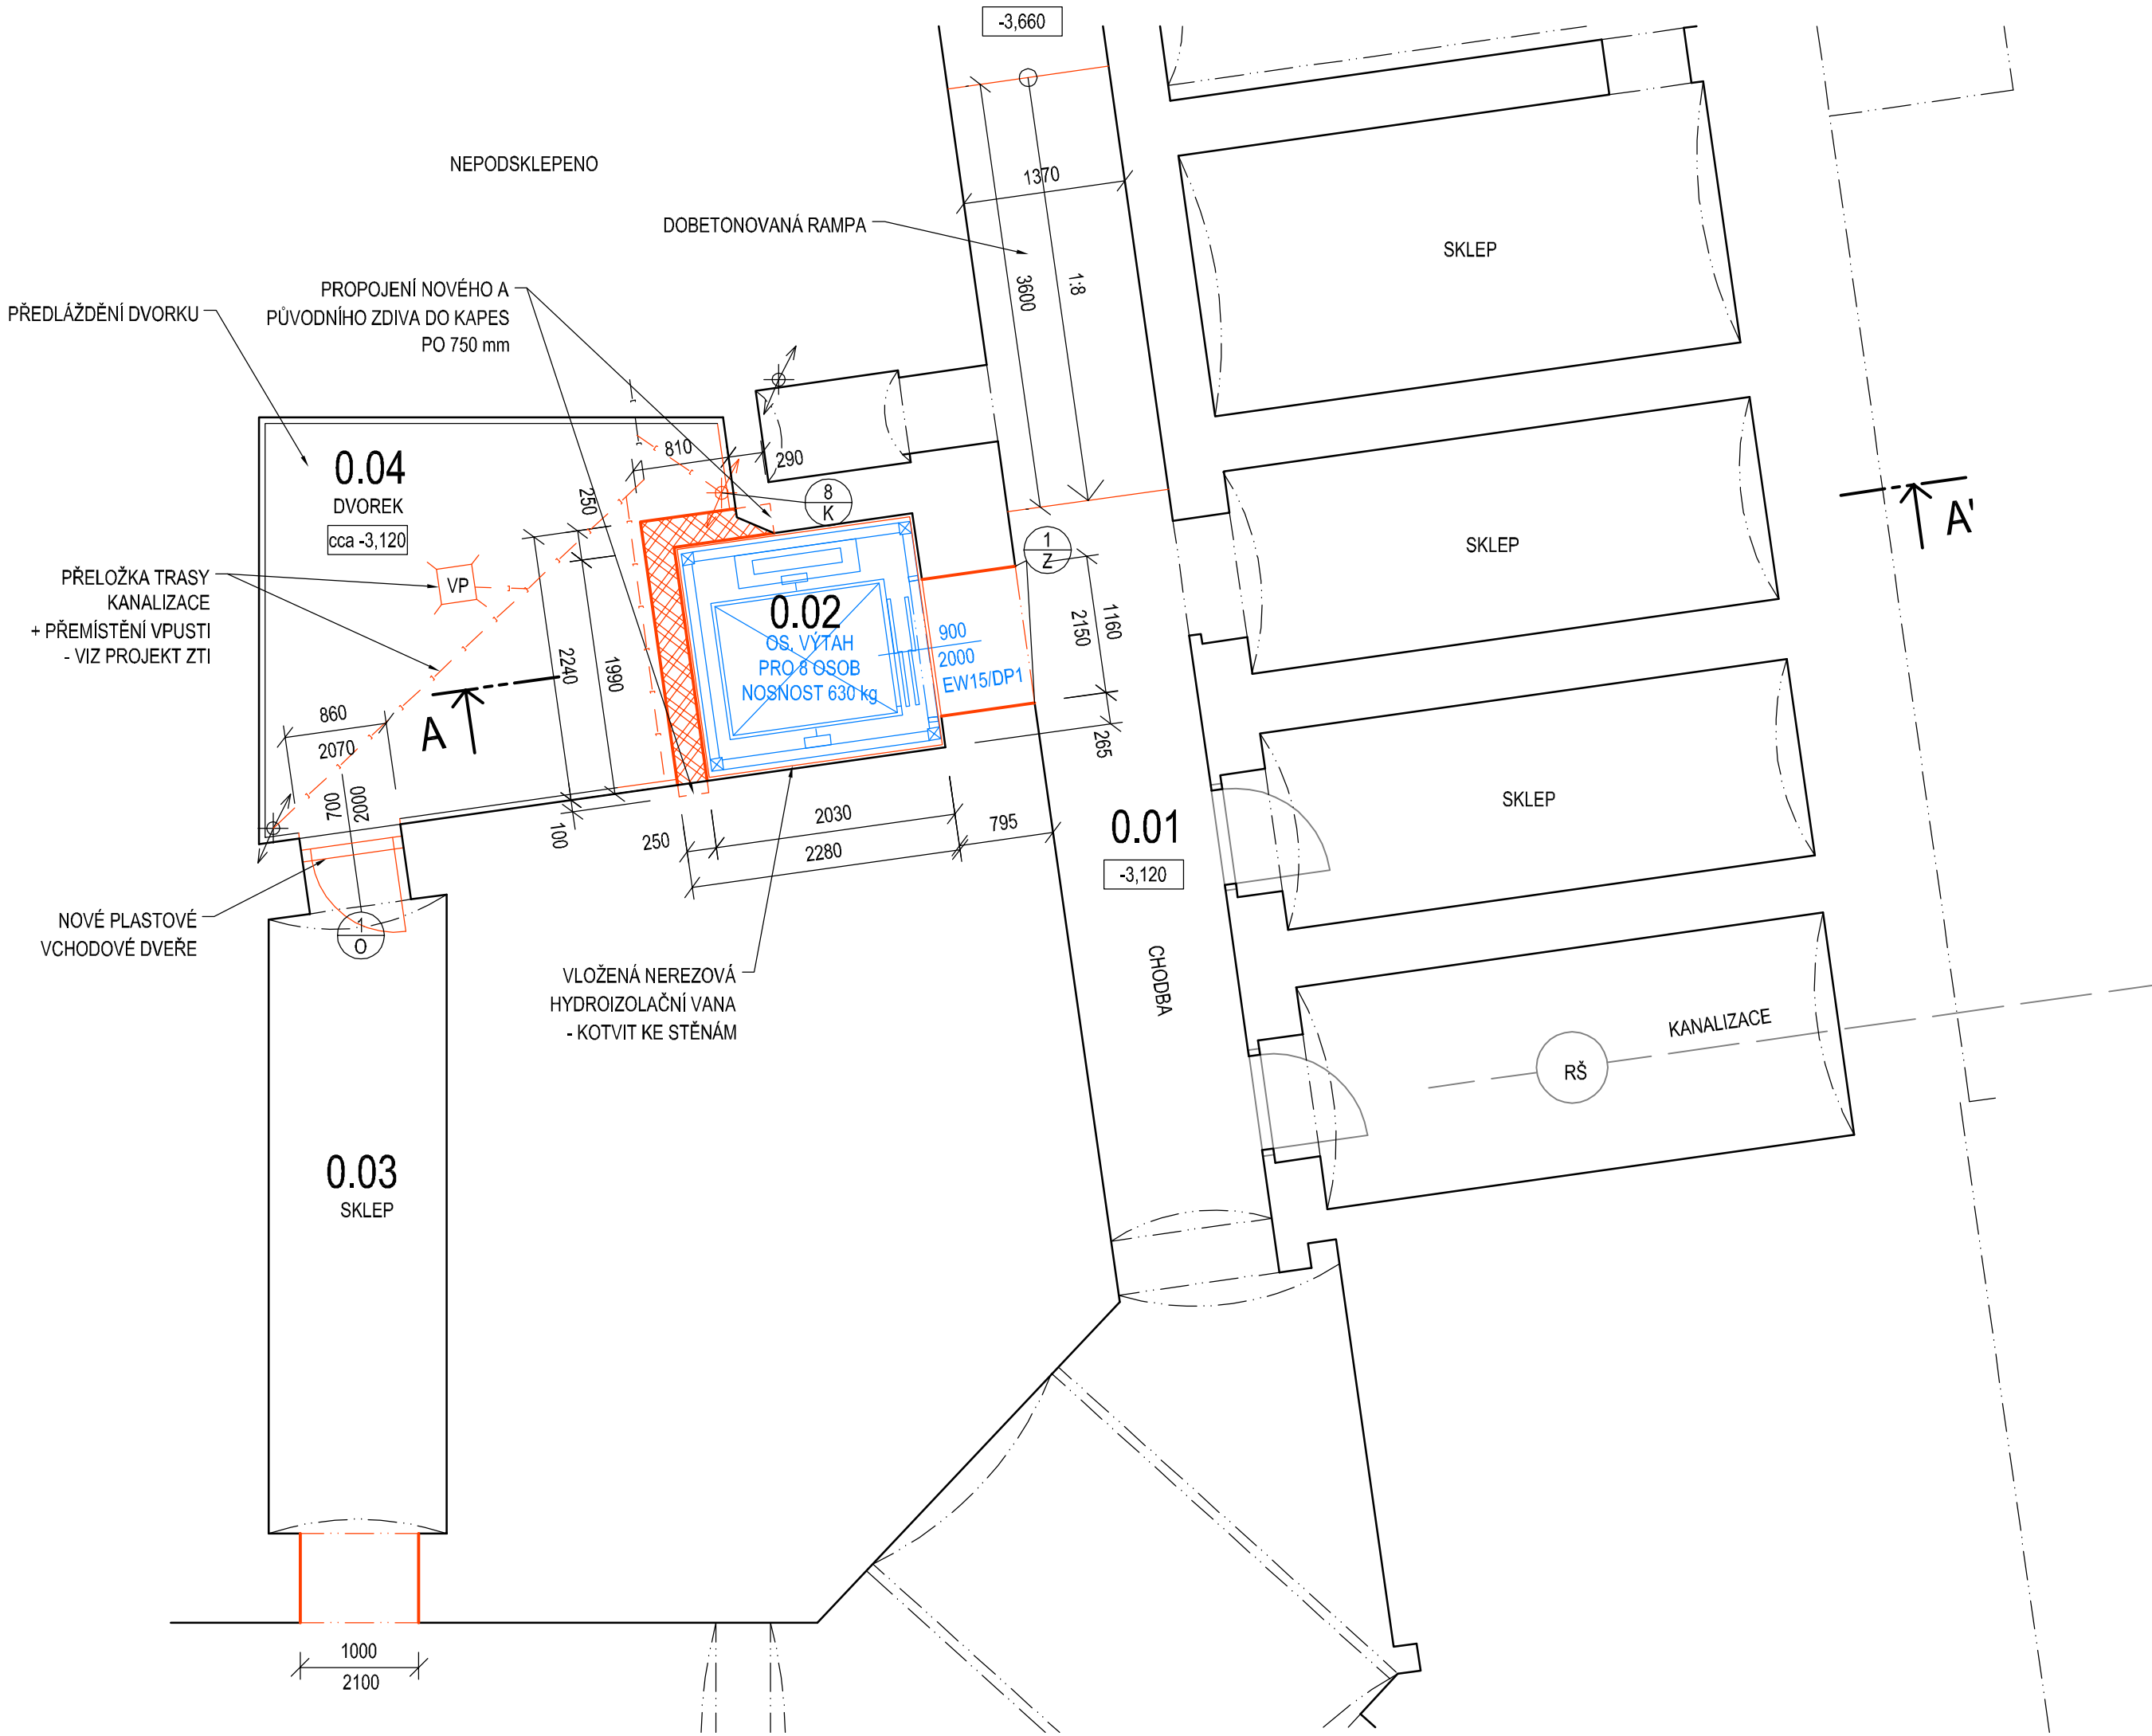 -3,660
NEPODSKLEPENO
1370
DOBETONOVANÁ RAMPA
SKLEP
3600
1:8
PROPOJENÍ NOVÉHO A
PŮVODNÍHO ZDIVA DO KAPES
PO 750 mm
PŘEDLÁŽDĚNÍ DVORKU
0.04
DVOREK
cca -3,120
810
290
250
8
K
A'
SKLEP
1
Z
PŘELOŽKA TRASY
KANALIZACE
+ PŘEMÍSTĚNÍ VPUSTI
- VIZ PROJEKT ZTI
VP
0.02
OS. VÝTAH
PRO 8 OSOB
NOSNOST 630 kg
900
2000
EW15/DP1
1160
2150
265
2240
1990
A
860
2070
700
2000
100
250
2030
2280
795
SKLEP
0.01
-3,120
CHODBA
NOVÉ PLASTOVÉ
VCHODOVÉ DVEŘE
1
O
VLOŽENÁ NEREZOVÁ
HYDROIZOLAČNÍ VANA
- KOTVIT KE STĚNÁM
KANALIZACE
RŠ
0.03
SKLEP
1000
2100